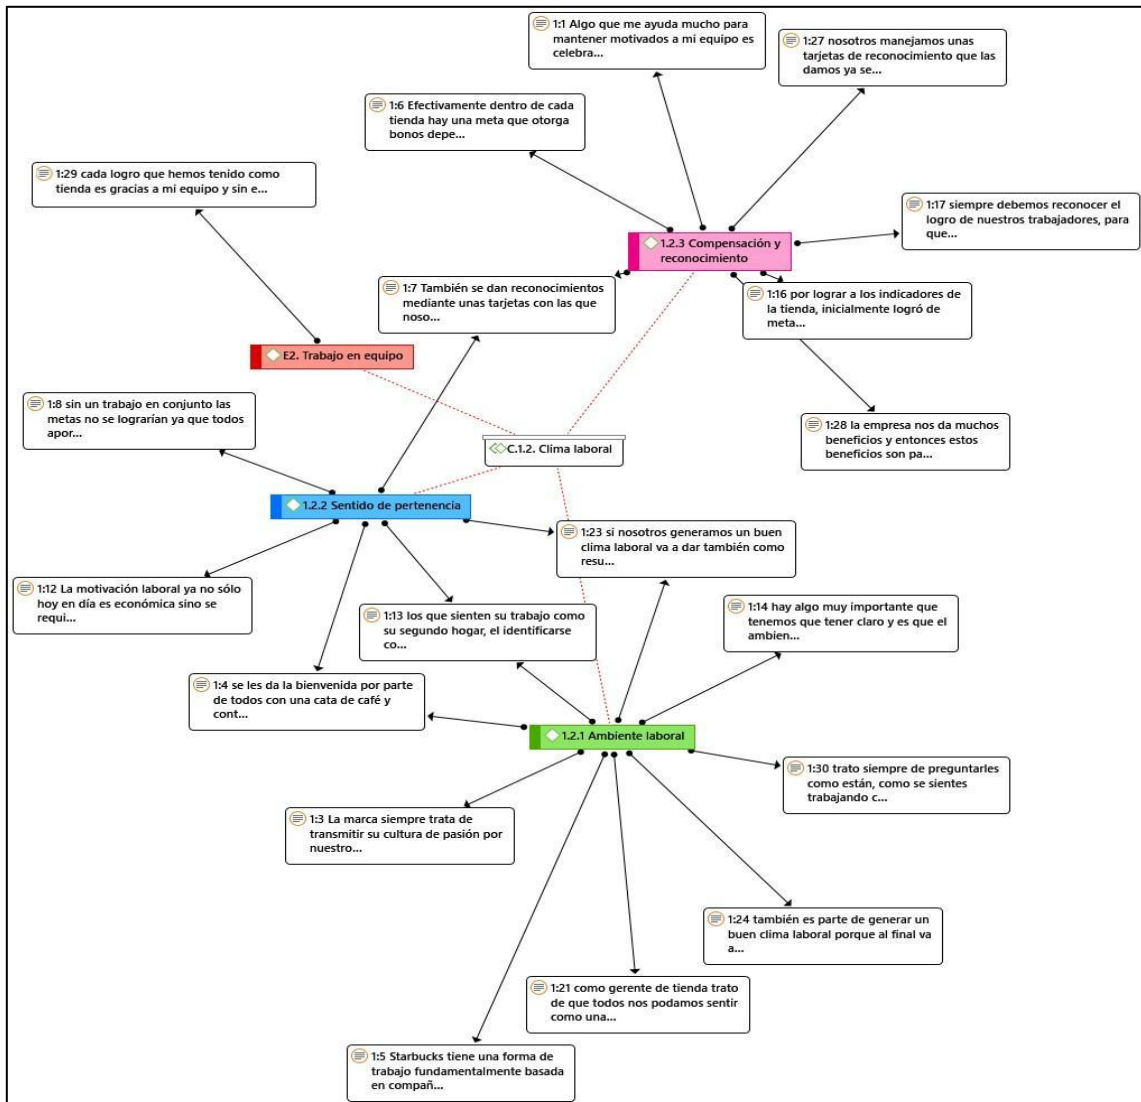 1:1 Algo que me ayuda mucho para
mantener motivados a mi equipo es
celebra...
1:27 nosotros manejamos unas
tarjetas de reconocimiento que las
damos ya se...
1:6 Efectivamente dentro de cada
tienda hay una meta que otorga
bonos depe...
1:29 cada logro que hemos tenido como
tienda es gracias a mi equipo y sin e...
1:17 siempre debemos reconocer el
logro de nuestros trabajadores, para
que...
1.2.3 Compensación y
reconocimiento
1:7 También se dan reconocimientos
mediante unas tarjetas con las que
noso...
1:16 por lograr a los indicadores de
la tienda, inicialmente logró de
meta...
E2. Trabajo en equipo
1:8 sin un trabajo en conjunto las
metas no se lograrían ya que todos
apor...
1:28 la empresa nos da muchos
beneficios y entonces estos
beneficios son pa...
C.1.2. Clima laboral
1.2.2 Sentido de pertenencia
1:23 si nosotros generamos un buen
clima laboral va a dar también como
resu...
1:12 La motivación laboral ya no sólo
hoy en día es económica sino se
requi...
1:13 los que sienten su trabajo como
su segundo hogar, el identificarse
co...
1:14 hay algo muy importante que
tenemos que tener claro y es que el
ambien...
1:4 se les da la bienvenida por parte
de todos con una cata de café y
cont...
1.2.1 Ambiente laboral
1:30 trato siempre de preguntarles
como están, como se sientes
trabajando c...
1:3 La marca siempre trata de
transmitir su cultura de pasión por
nuestro...
1:24 también es parte de generar un
buen clima laboral porque al final va
a...
1:21 como gerente de tienda trato
de que todos nos podamos sentir
como una...
1:5 Starbucks tiene una forma de
trabajo fundamentalmente basada
en compañ...